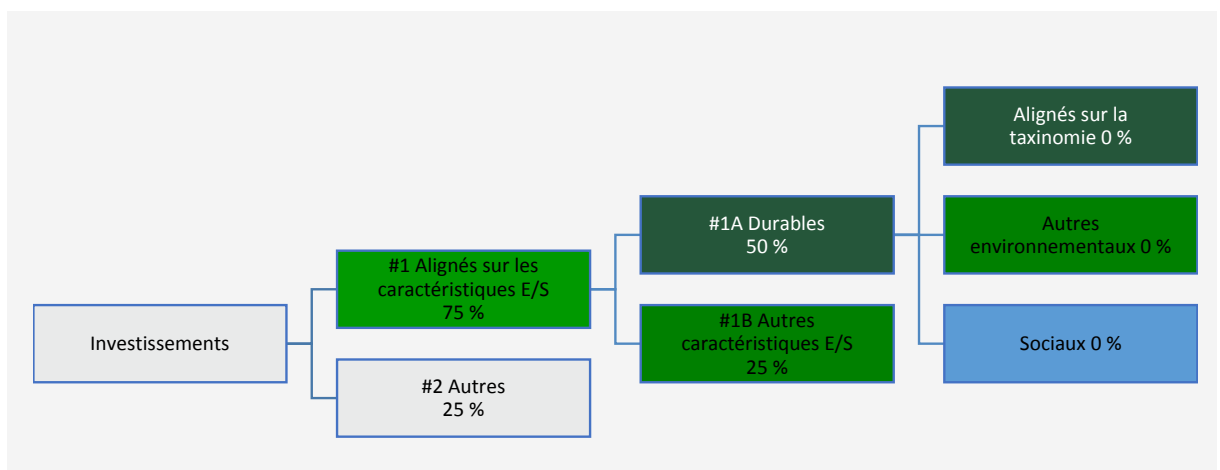 Investissements
#1 Alignés sur les
caractéristiques E/S
75 %
#2 Autres
25 %
#1A Durables
50 %
#1B Autres
caractéristiques E/S
25 %
Alignés sur la
taxinomie 0 %
Autres
environnementaux 0 %
Sociaux 0 %